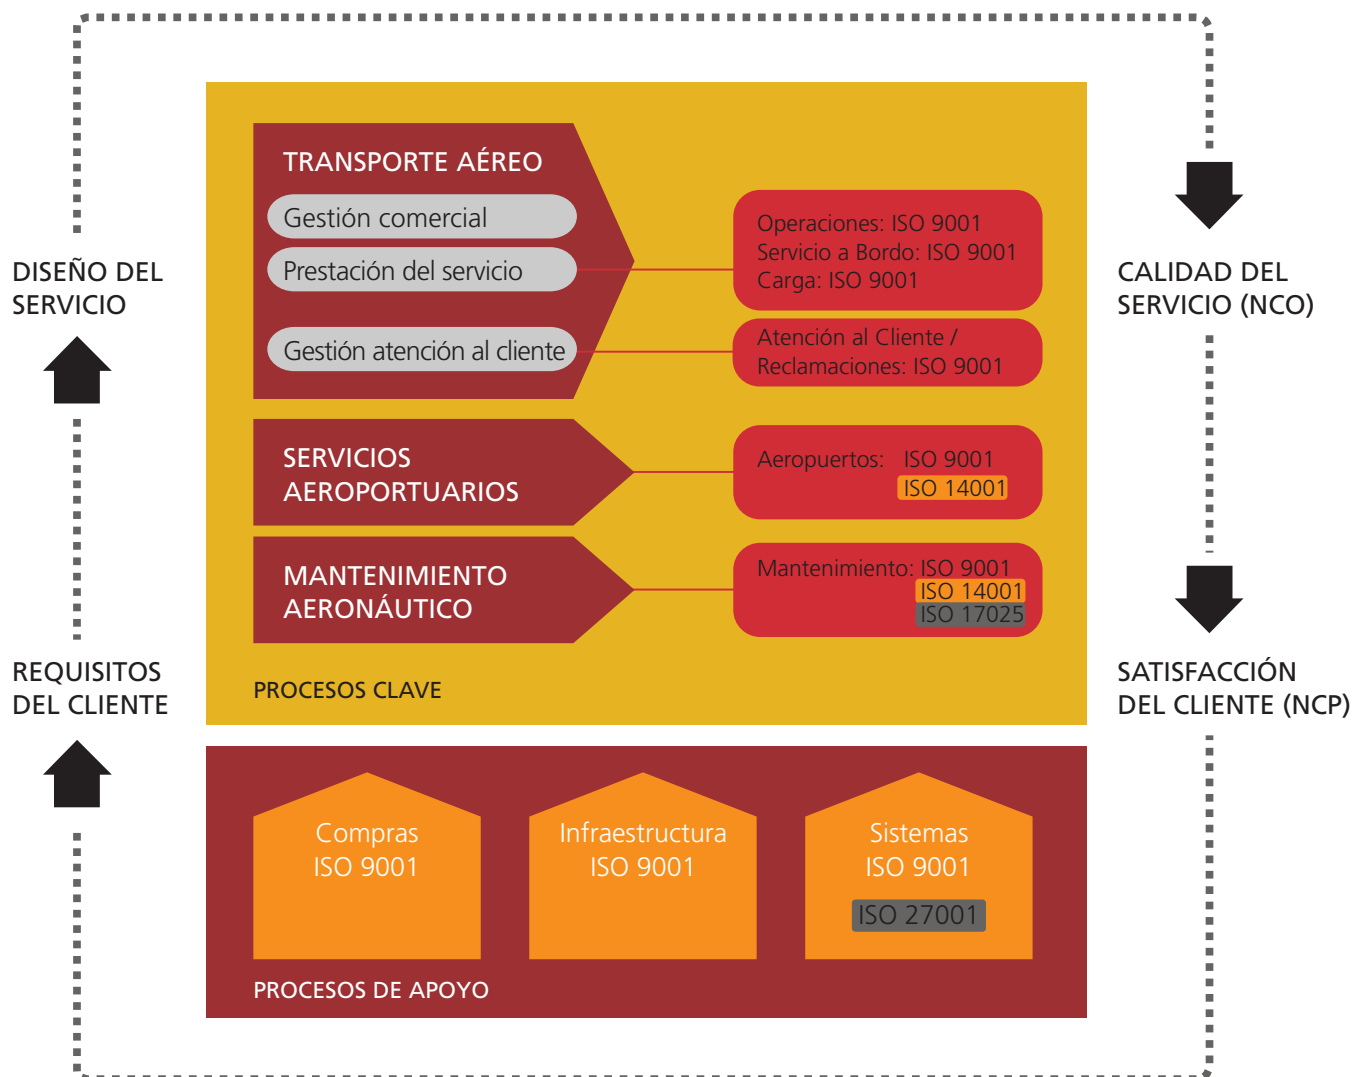 TRANSPORTE AÉREO
Gestión comercial
Prestación del servicio
Gestión atención al cliente
Operaciones: ISO 9001
Servicio a Bordo: ISO 9001
Carga: ISO 9001
Atención al Cliente /
Reclamaciones: ISO 9001
SERVICIOS
AEROPORTUARIOS
Aeropuertos: ISO 9001
ISO 14001
MANTENIMIENTO
AERONÁUTICO
Mantenimiento: ISO 9001
ISO 14001
ISO 17025
PROCESOS CLAVE
DISEÑO DEL
SERVICIO
REQUISITOS
DEL CLIENTE
CALIDAD DEL
SERVICIO (NCO)
SATISFACCIÓN
DEL CLIENTE (NCP)
Compras
ISO 9001
Infraestructura
ISO 9001
Sistemas
ISO 9001
ISO 27001
PROCESOS DE APOYO